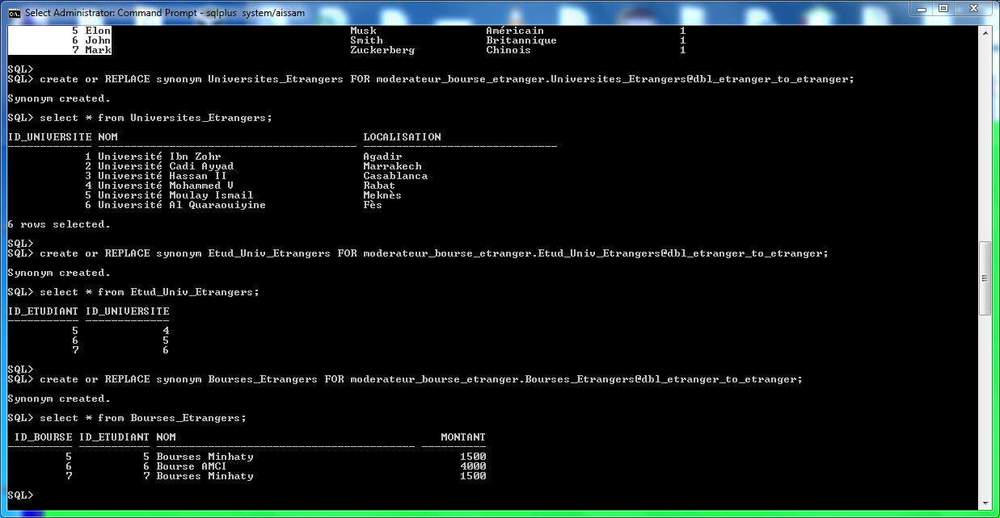 Select Administrator: Command Prompt - sqlplus system/aissam
5 Elon Musk Américain 1
6 John Smith Britannique 1
7 Mark Zuckerberg Chinois 1
SQL>
SQL> create or REPLACE synonym Universites_Etrangers FOR moderateur_bourse_etranger.Universites_Etrangers@dbl_etranger_to_etranger;
Synonym created.
SQL> select * from Universites_Etrangers;
ID_UNIVERSITE NOM LOCALISATION
1 Université Ibn Zohr Agadir
2 Université Cadi Ayyad Marrakech
3 Université Hassan II Casablanca
4 Université Mohammed V Rabat
5 Université Moulay Ismail Meknès
6 Université Al Quaraouiyine Fès
6 rows selected.
SQL>
SQL> create or REPLACE synonym Etud_Univ_Etrangers FOR moderateur_bourse_etranger.Etud_Univ_Etrangers@dbl_etranger_to_etranger;
Synonym created.
SQL> select * from Etud_Univ_Etrangers;
ID_ETUDIANT ID_UNIVERSITE
5 4
6 5
7 6
SQL>
SQL> create or REPLACE synonym Bourses_Etrangers FOR moderateur_bourse_etranger.Bourses_Etrangers@dbl_etranger_to_etranger;
Synonym created.
SQL> select * from Bourses_Etrangers;
ID_BOURSE ID_ETUDIANT NOM MONTANT
5 5 Bourses Minhaty 1500
6 6 Bourse AMCI 4000
7 7 Bourses Minhaty 1500
SQL>